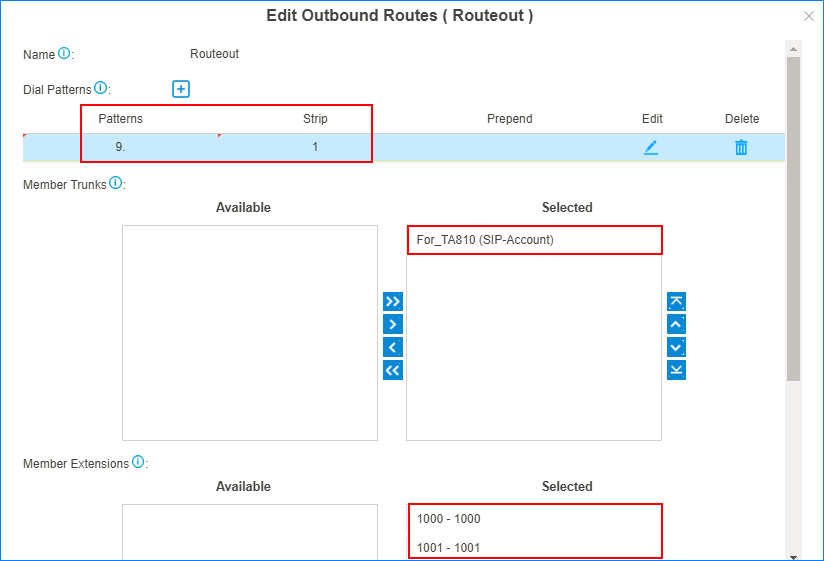 Edit Outbound Routes ( Routeout )
Name : Routeout
Dial Patterns :
Patterns Strip Prepend Edit Delete
9. 1
Member Trunks :
Available Selected
For_TA810 (SIP-Account)
Member Extensions :
Available Selected
1000 - 1000
1001 - 1001